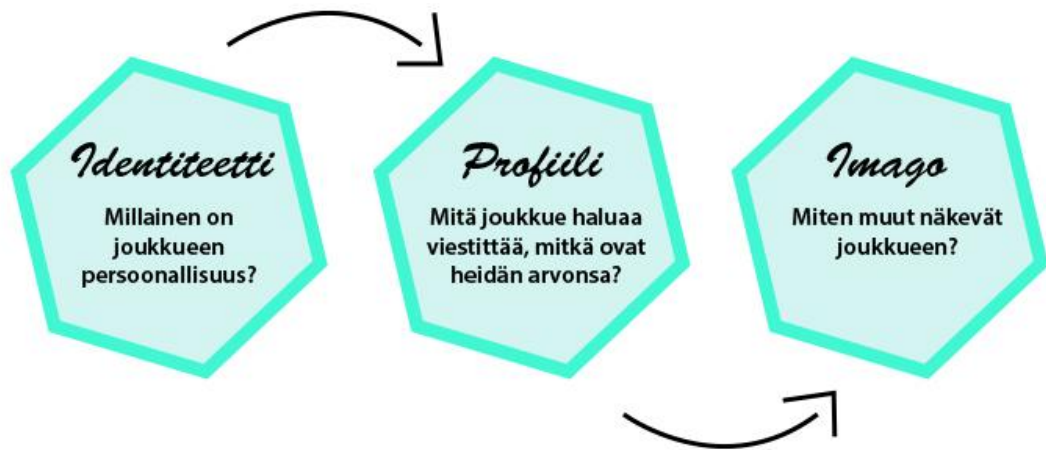 Identiteetti
Millainen on
joukkueen
persoonallisuus?
Profiili
Mitä joukkue haluaa
viestittää, mitkä ovat
heidän arvonsa?
Imago
Miten muut näkevät
joukkueen?